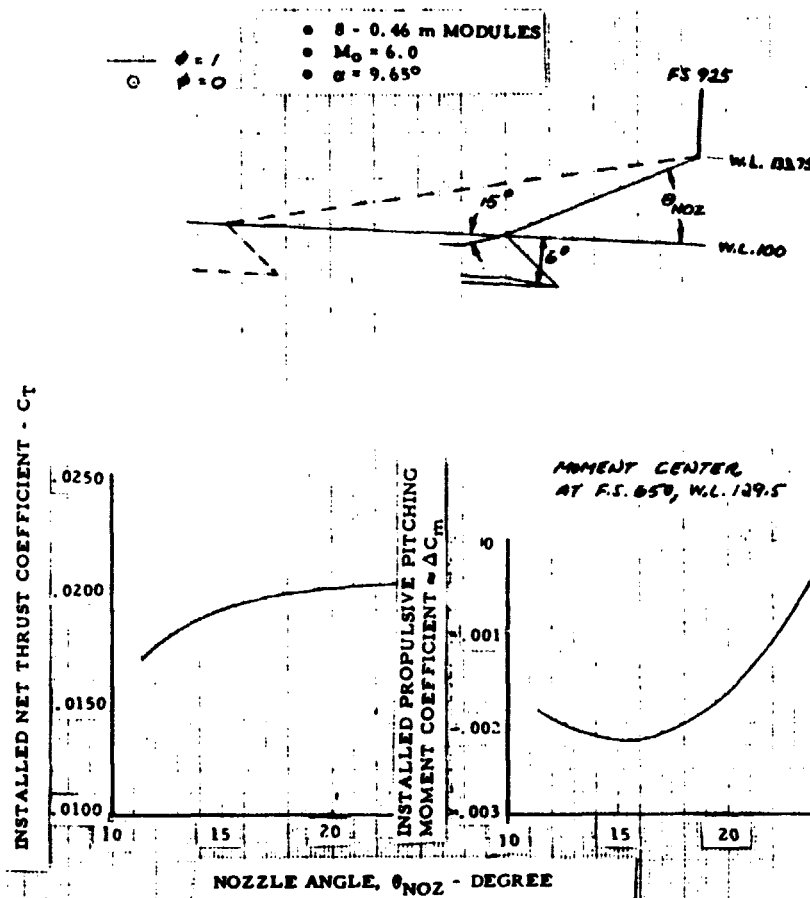 ● 8 - 0.46 m MODULES
● M₀ = 6.0
● α = 9.65°
ϕ = 1
ϕ = 0
FS 925
15°
θNOZ
6°
W.L. 100
INSTALLED NET THRUST COEFFICIENT - CT
.0250
.0200
.0150
.0100
10
15
20
INSTALLED PROPULSIVE PITCHING
MOMENT COEFFICIENT ≈ ΔCm
MOMENT CENTER
AT F.S. 650, W.L. 129.5
-.001
.002
.003
10
15
20
NOZZLE ANGLE, θNOZ - DEGREE